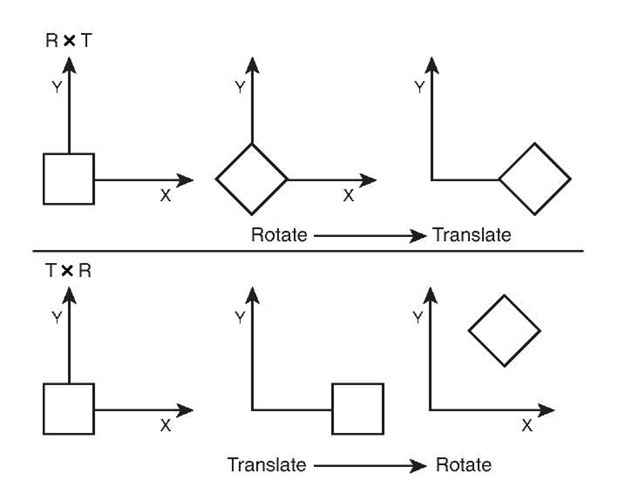 R × T
Y Y Y
X X
Rotate Translate
T × R
Y Y Y
X X
Translate Rotate